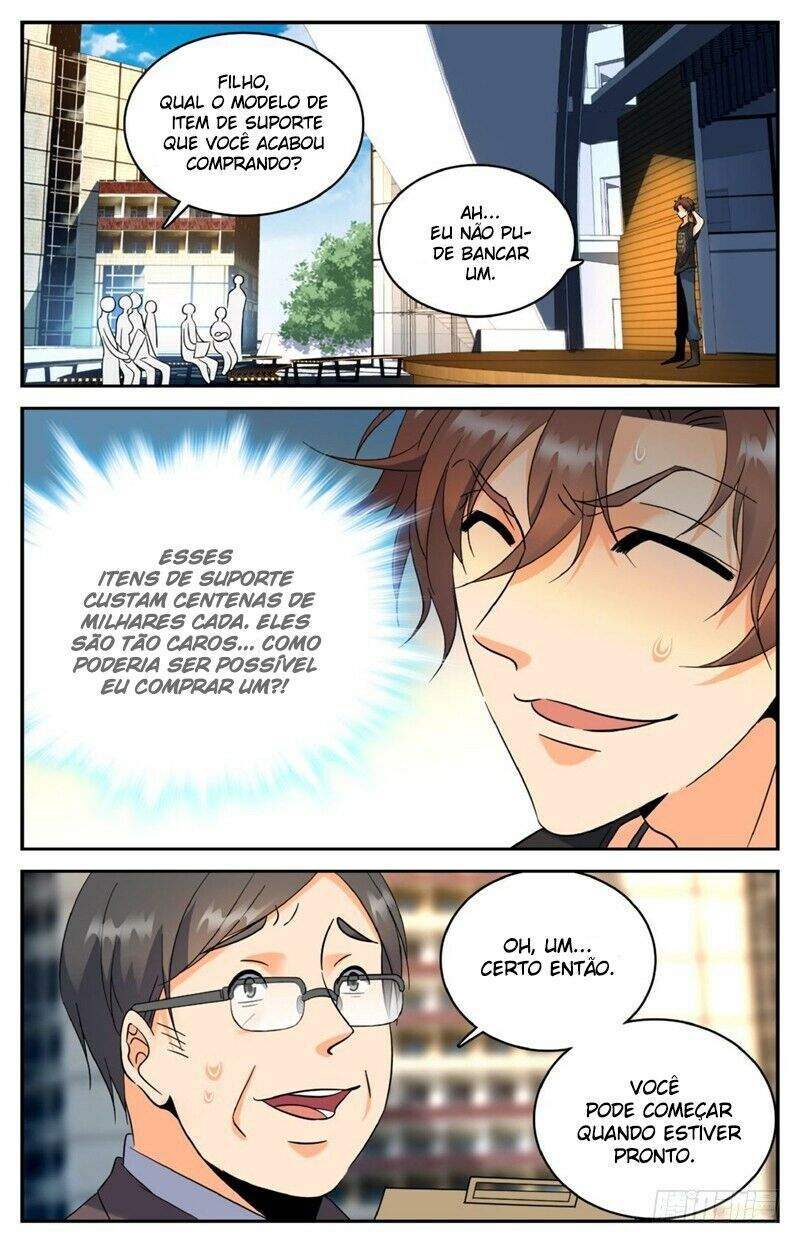 FILHO,
QUAL O MODELO DE
ITEM DE SUPORTE
QUE VOCÊ ACABOU
COMPRANDO?
AH...
EU NÃO PU-
DE BANCAR
UM.
ESSES
ITENS DE SUPORTE
CUSTAM CENTENAS DE
MILHARES CADA. ELES
SÃO TÃO CAROS... COMO
PODERIA SER POSSÍVEL
EU COMPRAR UM?!
OH, UM...
CERTO ENTÃO.
VOCÊ
PODE COMEÇAR
QUANDO ESTIVER
PRONTO.